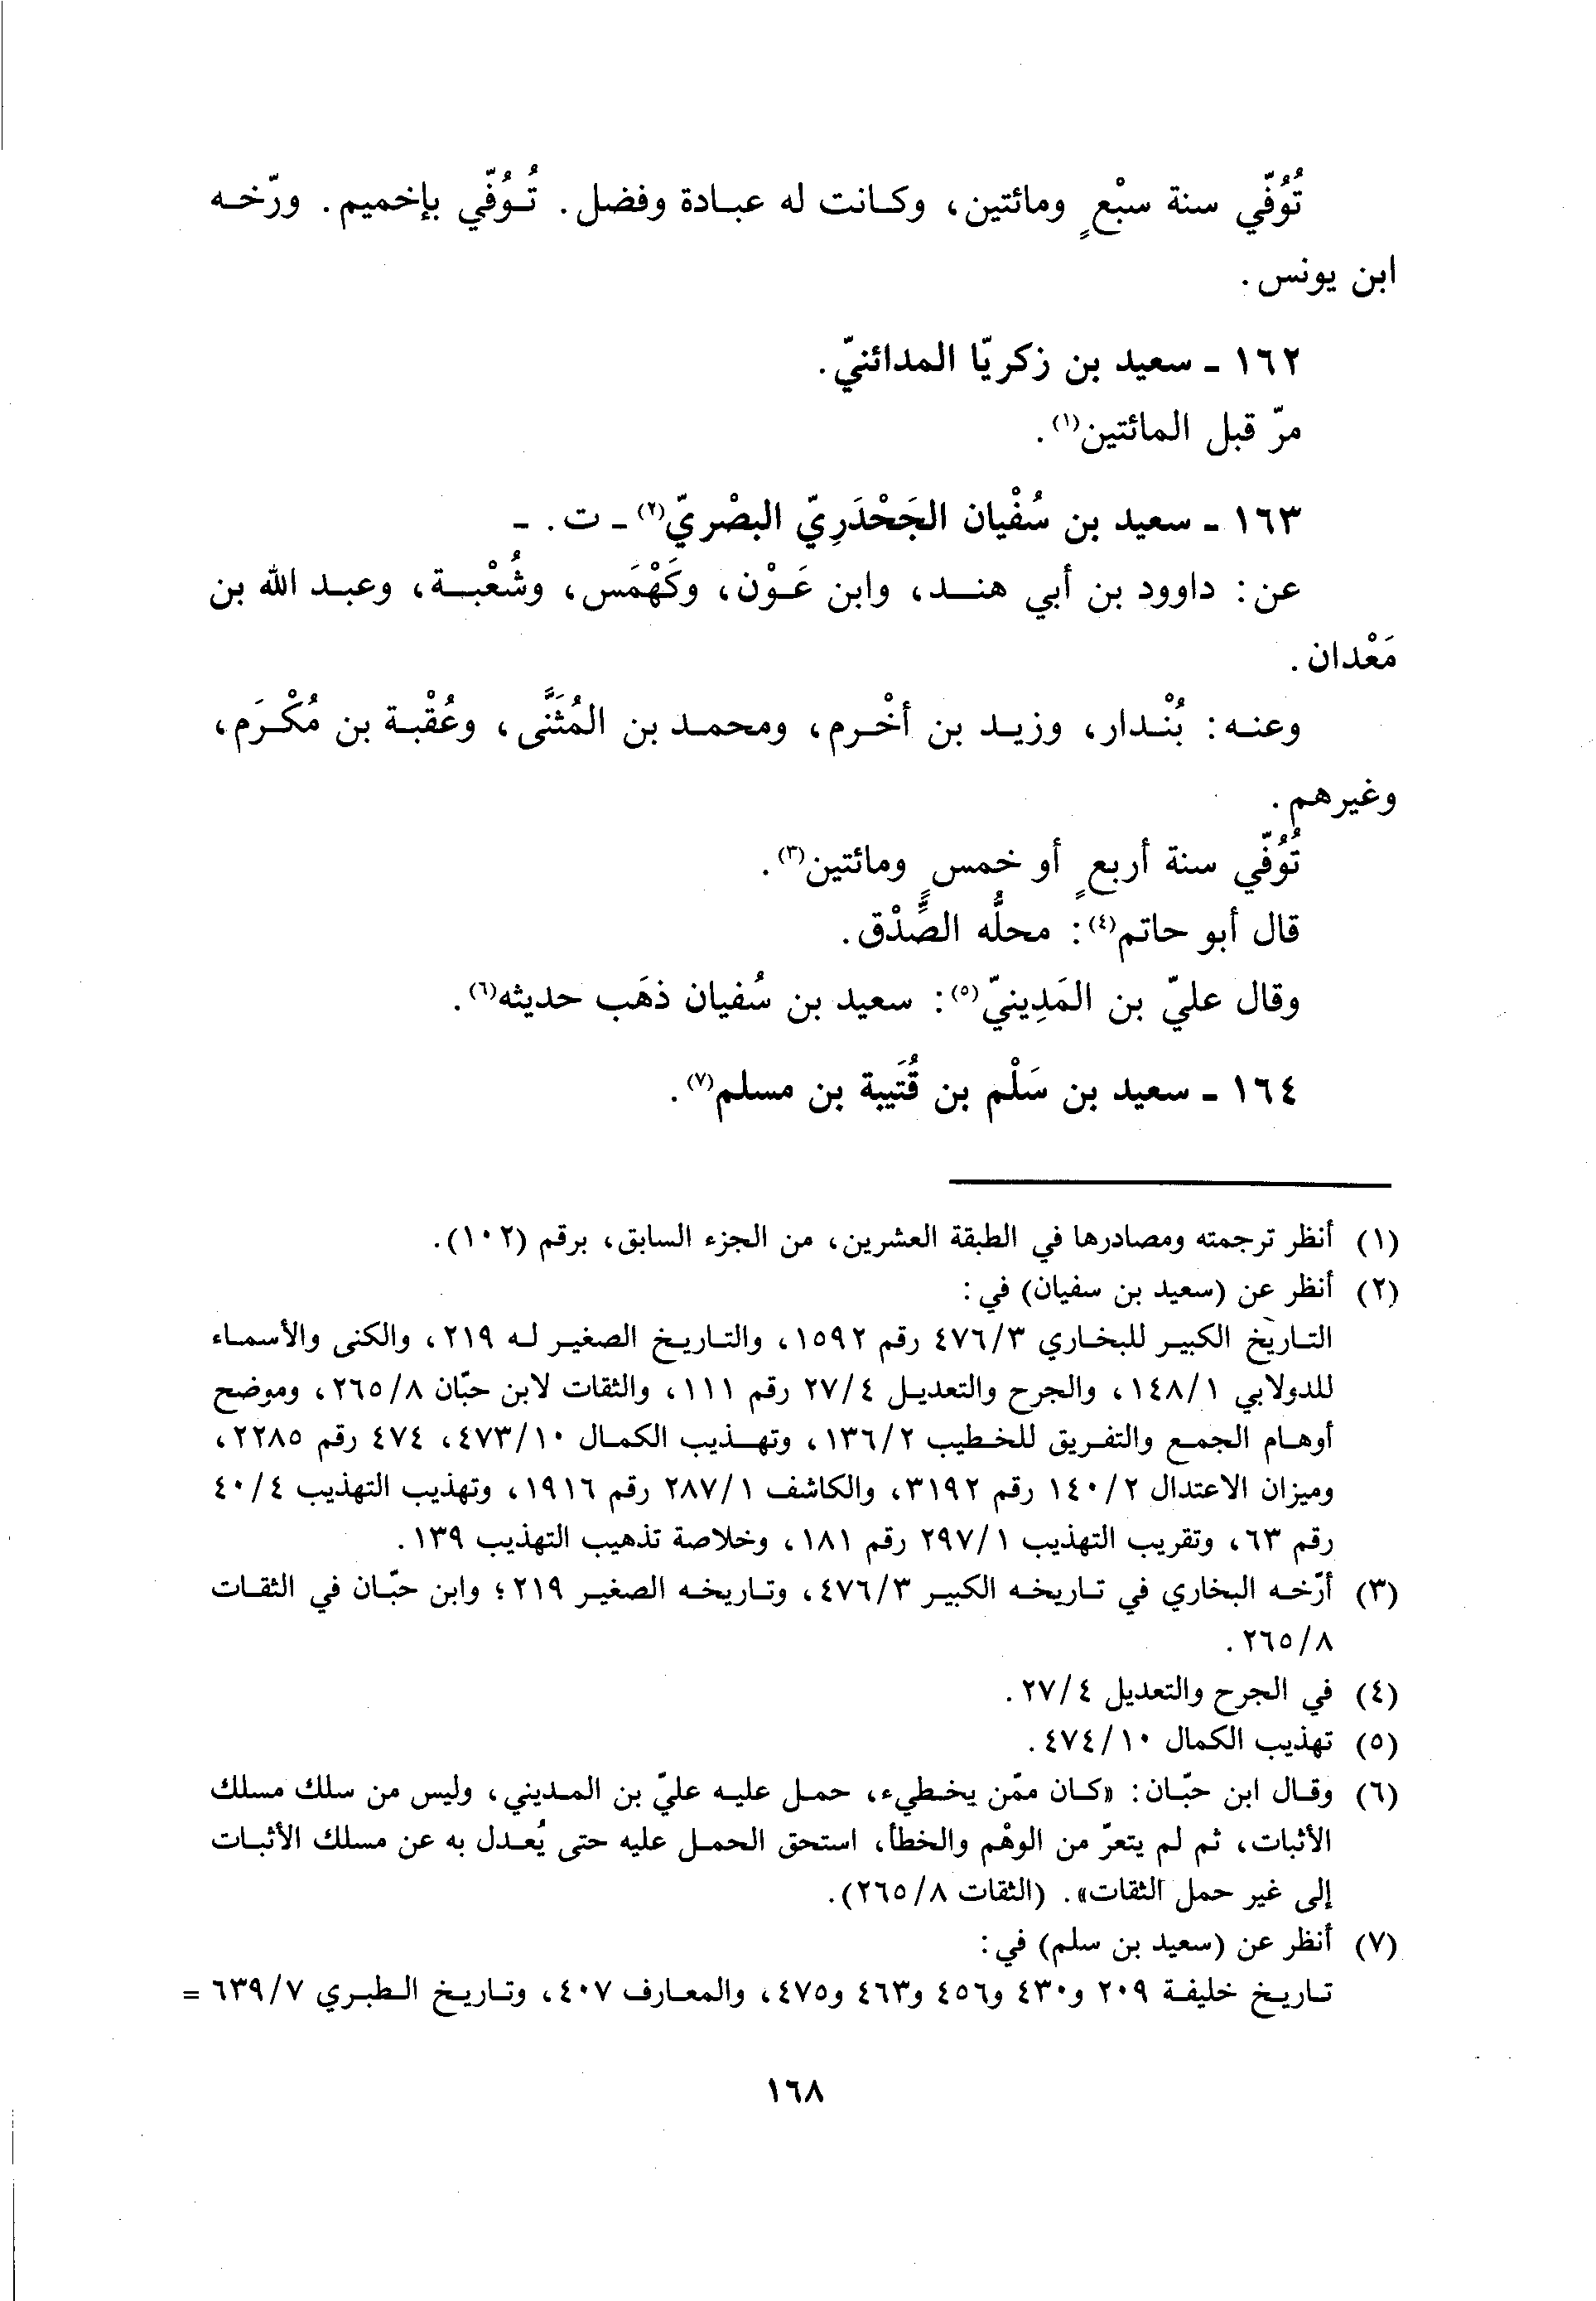 تُوُفّي سنة سبْعٍ ومائتين، وكانت له عبادة وفضل. تُوُفّي بإخميم. ورّخه
ابن يونس.
١٦٢ - سعيد بن زكريّا المدائنيّ.
مرّ قبل المائتين(١).
١٦٣ - سعيد بن سُفْيان الجَحْدَرِيّ البصْريّ(٢) - ت. -
عن: داوود بن أبي هند، وابن عَوْن، وكَهْمَس، وشُعْبة، وعبد الله بن
مَعْدان.
وعنه: بُنْدار، وزيد بن أخْرم، ومحمد بن المُثَنَّى، وعُقْبة بن مُكْرَم،
وغيرهم.
تُوُفّي سنة أربعٍ أو خمسٍ ومائتين(٣).
قال أبو حاتم(٤): محلُّه الصِّدْق.
وقال عليّ بن المَدِينيّ(٥): سعيد بن سُفيان ذهَب حديثه(٦).
١٦٤ - سعيد بن سَلْم بن قُتَيبة بن مسلم(٧).
(١) أنظر ترجمته ومصادرها في الطبقة العشرين، من الجزء السابق، برقم (١٠٢).
(٢) أنظر عن (سعيد بن سفيان) في:
التاريخ الكبير للبخاري ٤٧٦/٣ رقم ١٥٩٢، والتاريخ الصغير له ٢١٩، والكنى والأسماء
للدولابي ١٤٨/١، والجرح والتعديل ٢٧/٤ رقم ١١١، والثقات لابن حبّان ٢٦٥/٨، وموضح
أوهام الجمع والتفريق للخطيب ١٣٦/٢، وتهذيب الكمال ٤٧٣/١٠، ٤٧٤ رقم ٢٢٨٥،
وميزان الاعتدال ١٤٠/٢ رقم ٣١٩٢، والكاشف ٢٨٧/١ رقم ١٩١٦، وتهذيب التهذيب ٤٠/٤
رقم ٦٣، وتقريب التهذيب ٢٩٧/١ رقم ١٨١، وخلاصة تذهيب التهذيب ١٣٩.
(٣) أرّخه البخاري في تاريخه الكبير ٤٧٦/٣، وتاريخه الصغير ٢١٩؛ وابن حبّان في الثقات
٢٦٥/٨.
(٤) في الجرح والتعديل ٢٧/٤.
(٥) تهذيب الكمال ٤٧٤/١٠.
(٦) وقال ابن حبّان: «كان ممّن يخطيء، حمل عليه عليّ بن المديني، وليس من سلك مسلك
الأثبات، ثم لم يتعرّ من الوهْم والخطأ، استحق الحمل عليه حتى يُعدل به عن مسلك الأثبات
إلى غير حمل الثقات». (الثقات ٢٦٥/٨).
(٧) أنظر عن (سعيد بن سلم) في:
تاريخ خليفة ٢٠٩ و٤٣٠ و٤٥٦ و٤٦٣ و٤٧٥، والمعارف ٤٠٧، وتاريخ الطبري ٦٣٩/٧ =
١٦٨